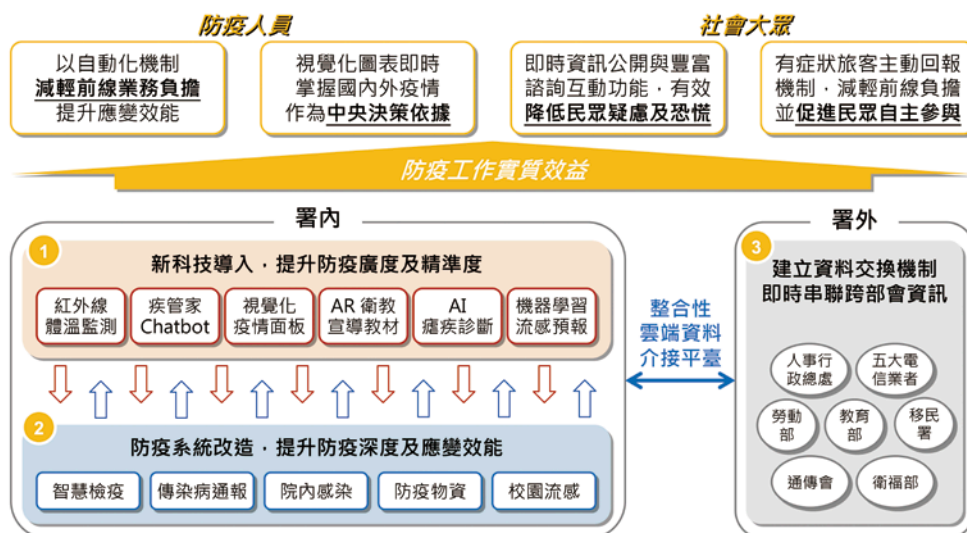 防疫人員
社會大眾
以自動化機制
減輕前線業務負擔
提升應變效能
視覺化圖表即時
掌握國內外疫情
作為中央決策依據
即時資訊公開與豐富
諮詢互動功能，有效
降低民眾疑慮及恐慌
有症狀旅客主動回報
機制，減輕前線負擔
並促進民眾自主參與
防疫工作實質效益
署內
1
新科技導入，提升防疫廣度及精準度
紅外線
體溫監測
疾管家
Chatbot
視覺化
疫情面板
AR 衛教
宣導教材
AI
瘧疾診斷
機器學習
流感預報
2
防疫系統改造，提升防疫深度及應變效能
智慧檢疫
傳染病通報
院內感染
防疫物資
校園流感
整合性
雲端資料
介接平臺
署外
3
建立資料交換機制
即時串聯跨部會資訊
人事行
政總處
五大電
信業者
勞動
部
教育
部
移民
署
通傳會
衛福部